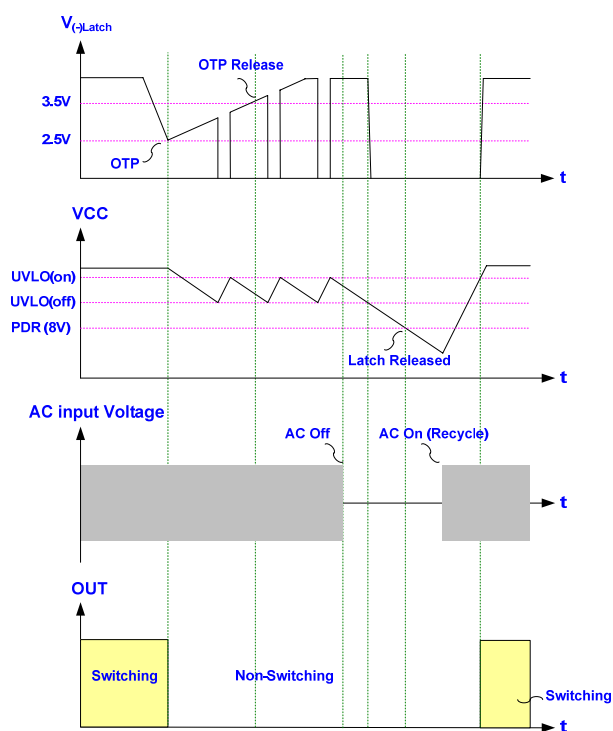 V(-)Latch
OTP Release
3.5V
2.5V
OTP
t
VCC
UVLO(on)
UVLO(off)
PDR (8V)
Latch Released
t
AC input Voltage
AC Off
AC On (Recycle)
t
OUT
Switching
Non-Switching
Switching
t